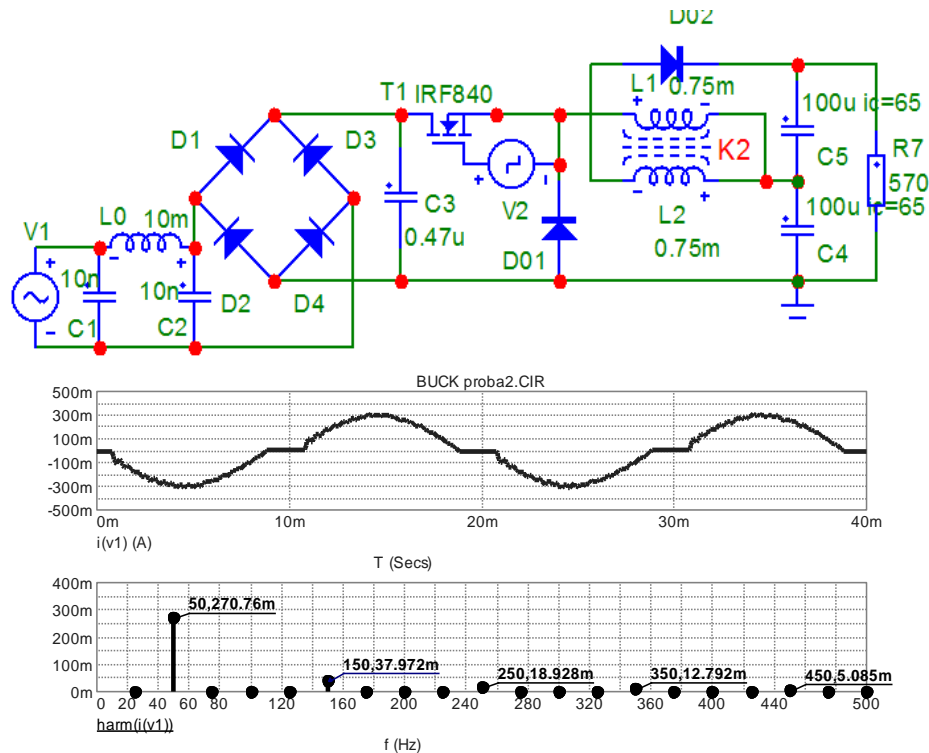 D02
T1 IRF840
L1 0.75m
100u ic=65
D1
D3
K2
C5
R7
570
100u ic=65
C3
0.47u
V2
L2
0.75m
C4
L0
10m
V1
10n
10n
D01
C1
C2
D2
D4
BUCK proba2.CIR
500m
300m
100m
-100m
-300m
-500m
0m 10m 20m 30m 40m
i(v1) (A)
T (Secs)
400m
300m
200m
100m
0m
50,270.76m
150,37.972m
250,18.928m
350,12.792m
450,5.085m
0 20 60 80 120 160 200 240 280 320 360 400 440 500
harm(i(v1))
f (Hz)